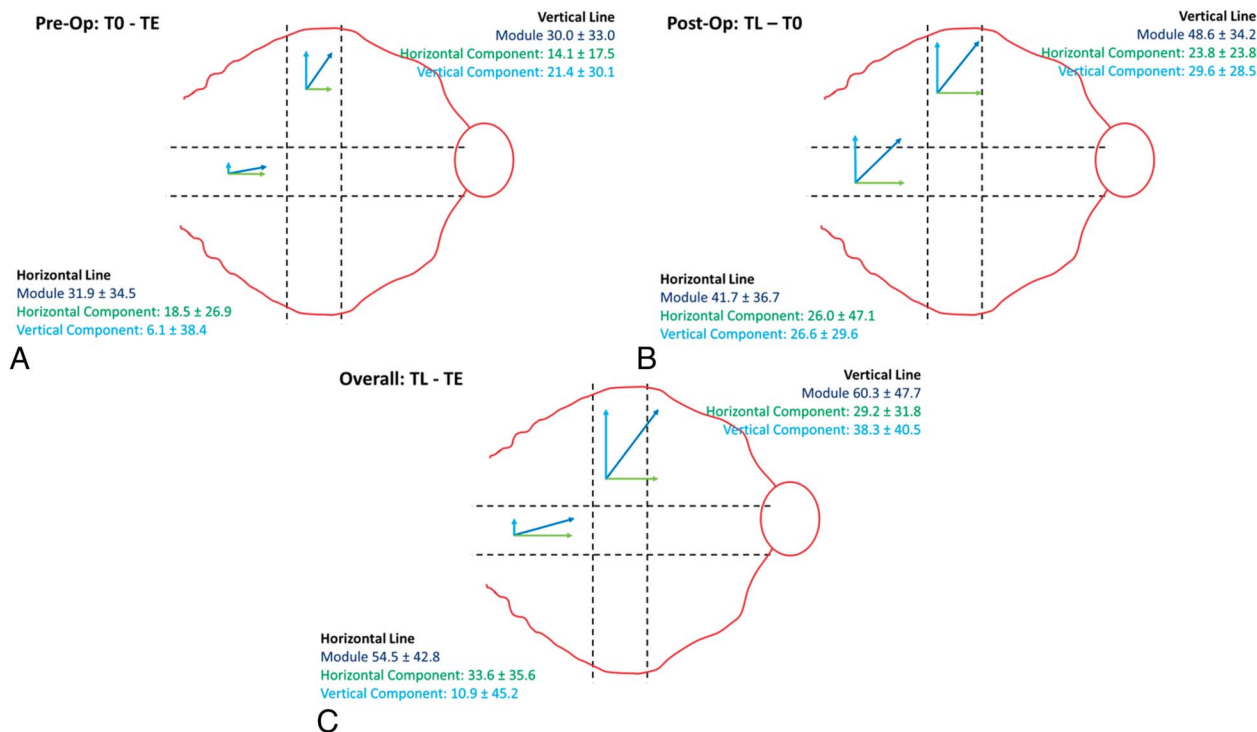 Pre-Op: T0 - TE
Vertical Line
Module 30.0 ± 33.0
Horizontal Component: 14.1 ± 17.5
Vertical Component: 21.4 ± 30.1
Horizontal Line
Module 31.9 ± 34.5
Horizontal Component: 18.5 ± 26.9
Vertical Component: 6.1 ± 38.4
A
Post-Op: TL – T0
Vertical Line
Module 48.6 ± 34.2
Horizontal Component: 23.8 ± 23.8
Vertical Component: 29.6 ± 28.5
Horizontal Line
Module 41.7 ± 36.7
Horizontal Component: 26.0 ± 47.1
Vertical Component: 26.6 ± 29.6
B
Overall: TL - TE
Vertical Line
Module 60.3 ± 47.7
Horizontal Component: 29.2 ± 31.8
Vertical Component: 38.3 ± 40.5
Horizontal Line
Module 54.5 ± 42.8
Horizontal Component: 33.6 ± 35.6
Vertical Component: 10.9 ± 45.2
C